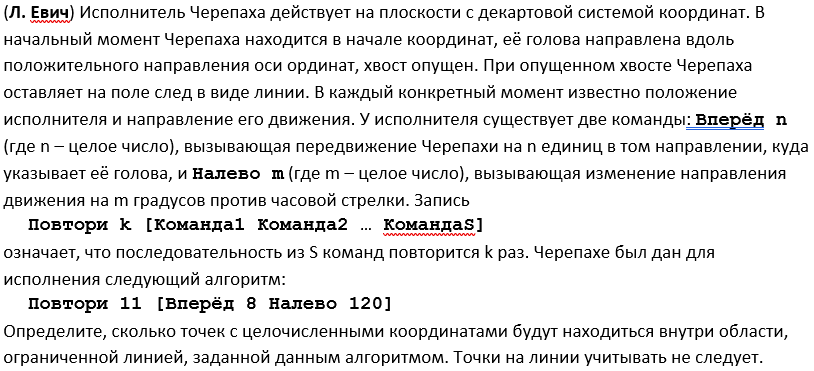 (Л. Евич) Исполнитель Черепаха действует на плоскости с декартовой системой координат. В
начальный момент Черепаха находится в начале координат, её голова направлена вдоль
положительного направления оси ординат, хвост опущен. При опущенном хвосте Черепаха
оставляет на поле след в виде линии. В каждый конкретный момент известно положение
исполнителя и направление его движения. У исполнителя существует две команды: Вперёд n
(где n – целое число), вызывающая передвижение Черепахи на n единиц в том направлении, куда
указывает её голова, и Налево m (где m – целое число), вызывающая изменение направления
движения на m градусов против часовой стрелки. Запись
Повтори k [Команда1 Команда2 … КомандаS]
означает, что последовательность из S команд повторится k раз. Черепахе был дан для
исполнения следующий алгоритм:
Повтори 11 [Вперёд 8 Налево 120]
Определите, сколько точек с целочисленными координатами будут находиться внутри области,
ограниченной линией, заданной данным алгоритмом. Точки на линии учитывать не следует.